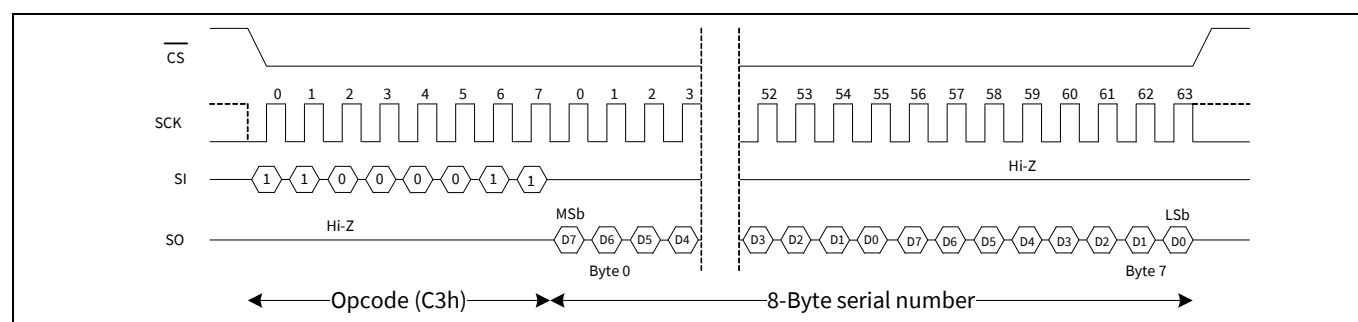 CS
0 1 2 3 4 5 6 7 0 1 2 3 52 53 54 55 56 57 58 59 60 61 62 63
SCK
Hi-Z
SI 1 1 0 0 0 0 1 1
MSb LSb
Hi-Z
SO D7 D6 D5 D4 D3 D2 D1 D0 D7 D6 D5 D4 D3 D2 D1 D0
Byte 0 Byte 7
Opcode (C3h) 8-Byte serial number